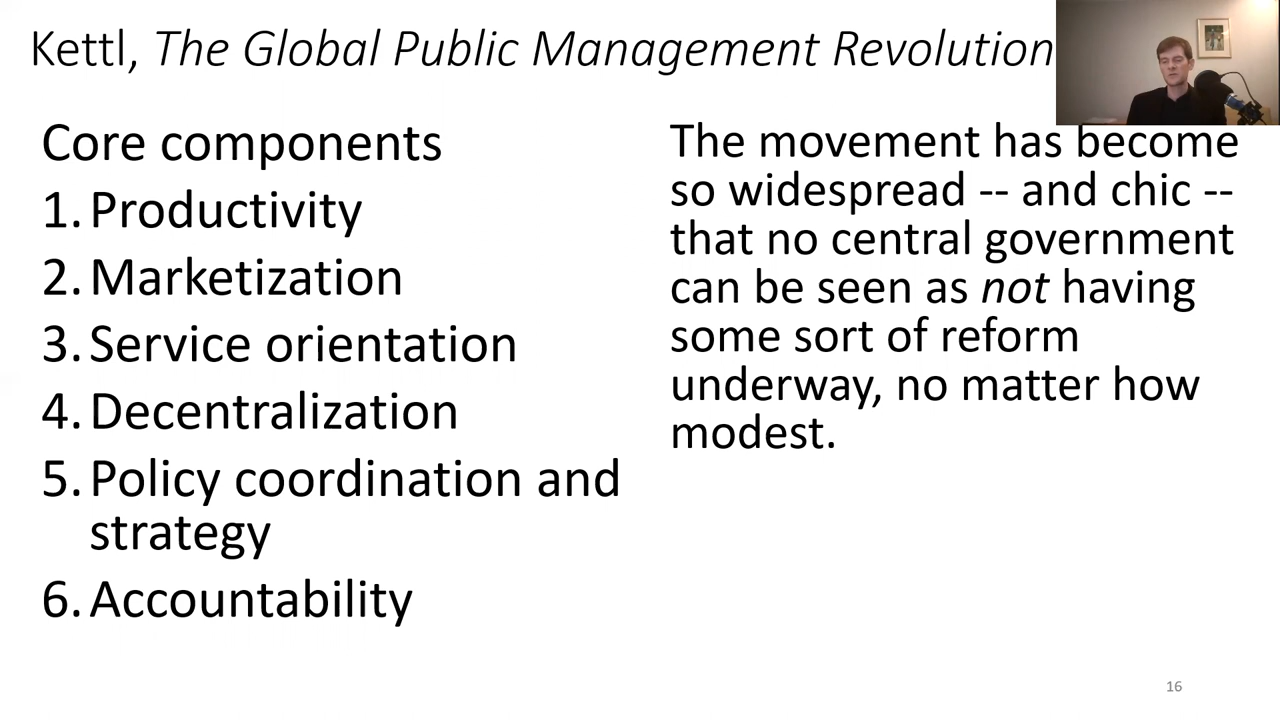 Kettl, The Global Public Management Revolution
Core components
1. Productivity
2. Marketization
3. Service orientation
4. Decentralization
5. Policy coordination and
strategy
6. Accountability
The movement has become
so widespread -- and chic --
that no central government
can be seen as not having
some sort of reform
underway, no matter how
modest.
16